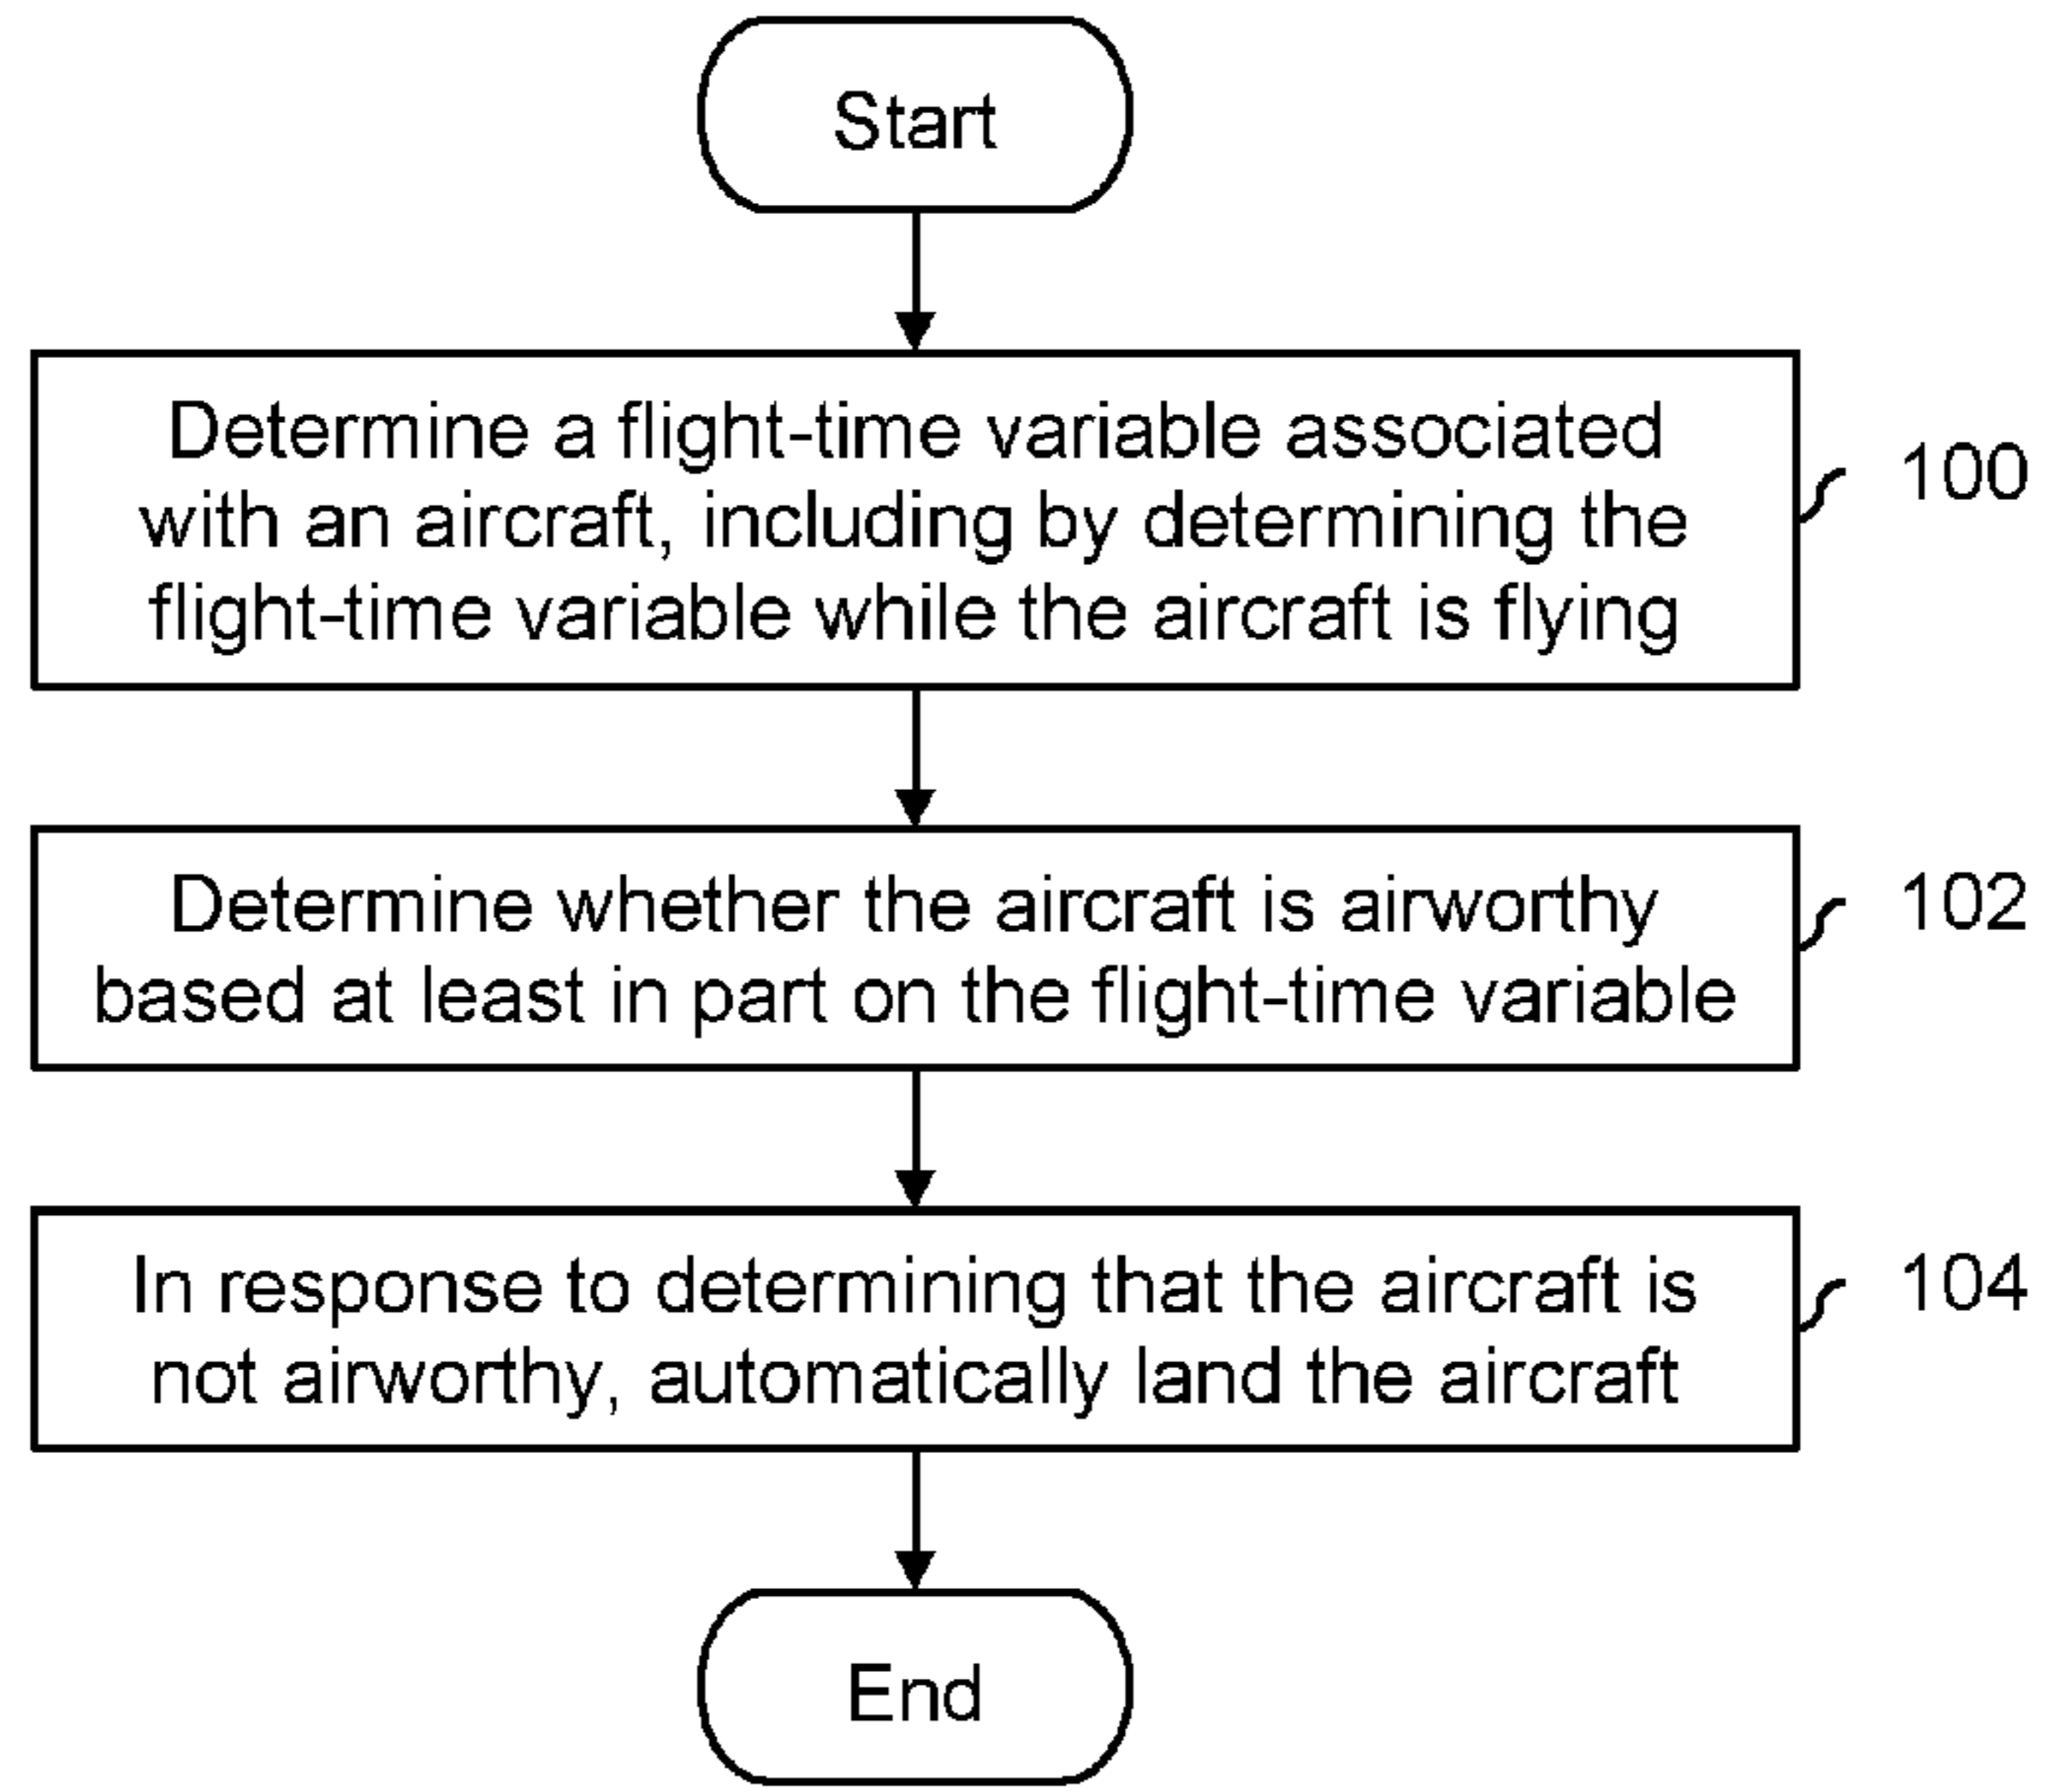 Start
Determine a flight-time variable associated
with an aircraft, including by determining the
flight-time variable while the aircraft is flying
100
Determine whether the aircraft is airworthy
based at least in part on the flight-time variable
102
In response to determining that the aircraft is
not airworthy, automatically land the aircraft
104
End